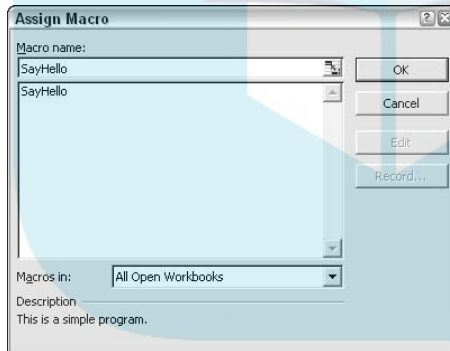 Assign Macro
Macro name:
SayHello
OK
SayHello
Cancel
Edit
Record...
Macros in: All Open Workbooks
Description
This is a simple program.